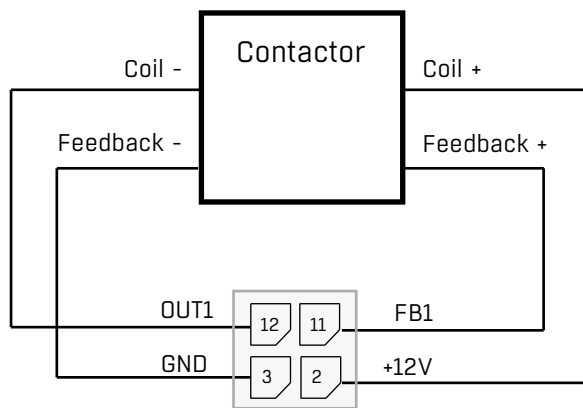 Contactor
Coil -
Coil +
Feedback -
Feedback +
OUT1
12
11
FB1
GND
3
2
+12V